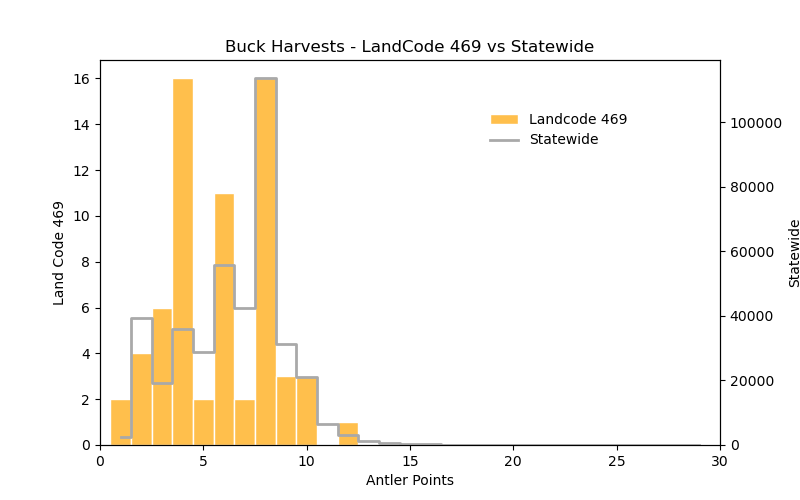 Buck Harvests - LandCode 469 vs Statewide
16
14
12
10
8
6
4
2
0
Land Code 469
Landcode 469
Statewide
100000
80000
60000
40000
20000
0
Statewide
0 5 10 15 20 25 30
Antler Points